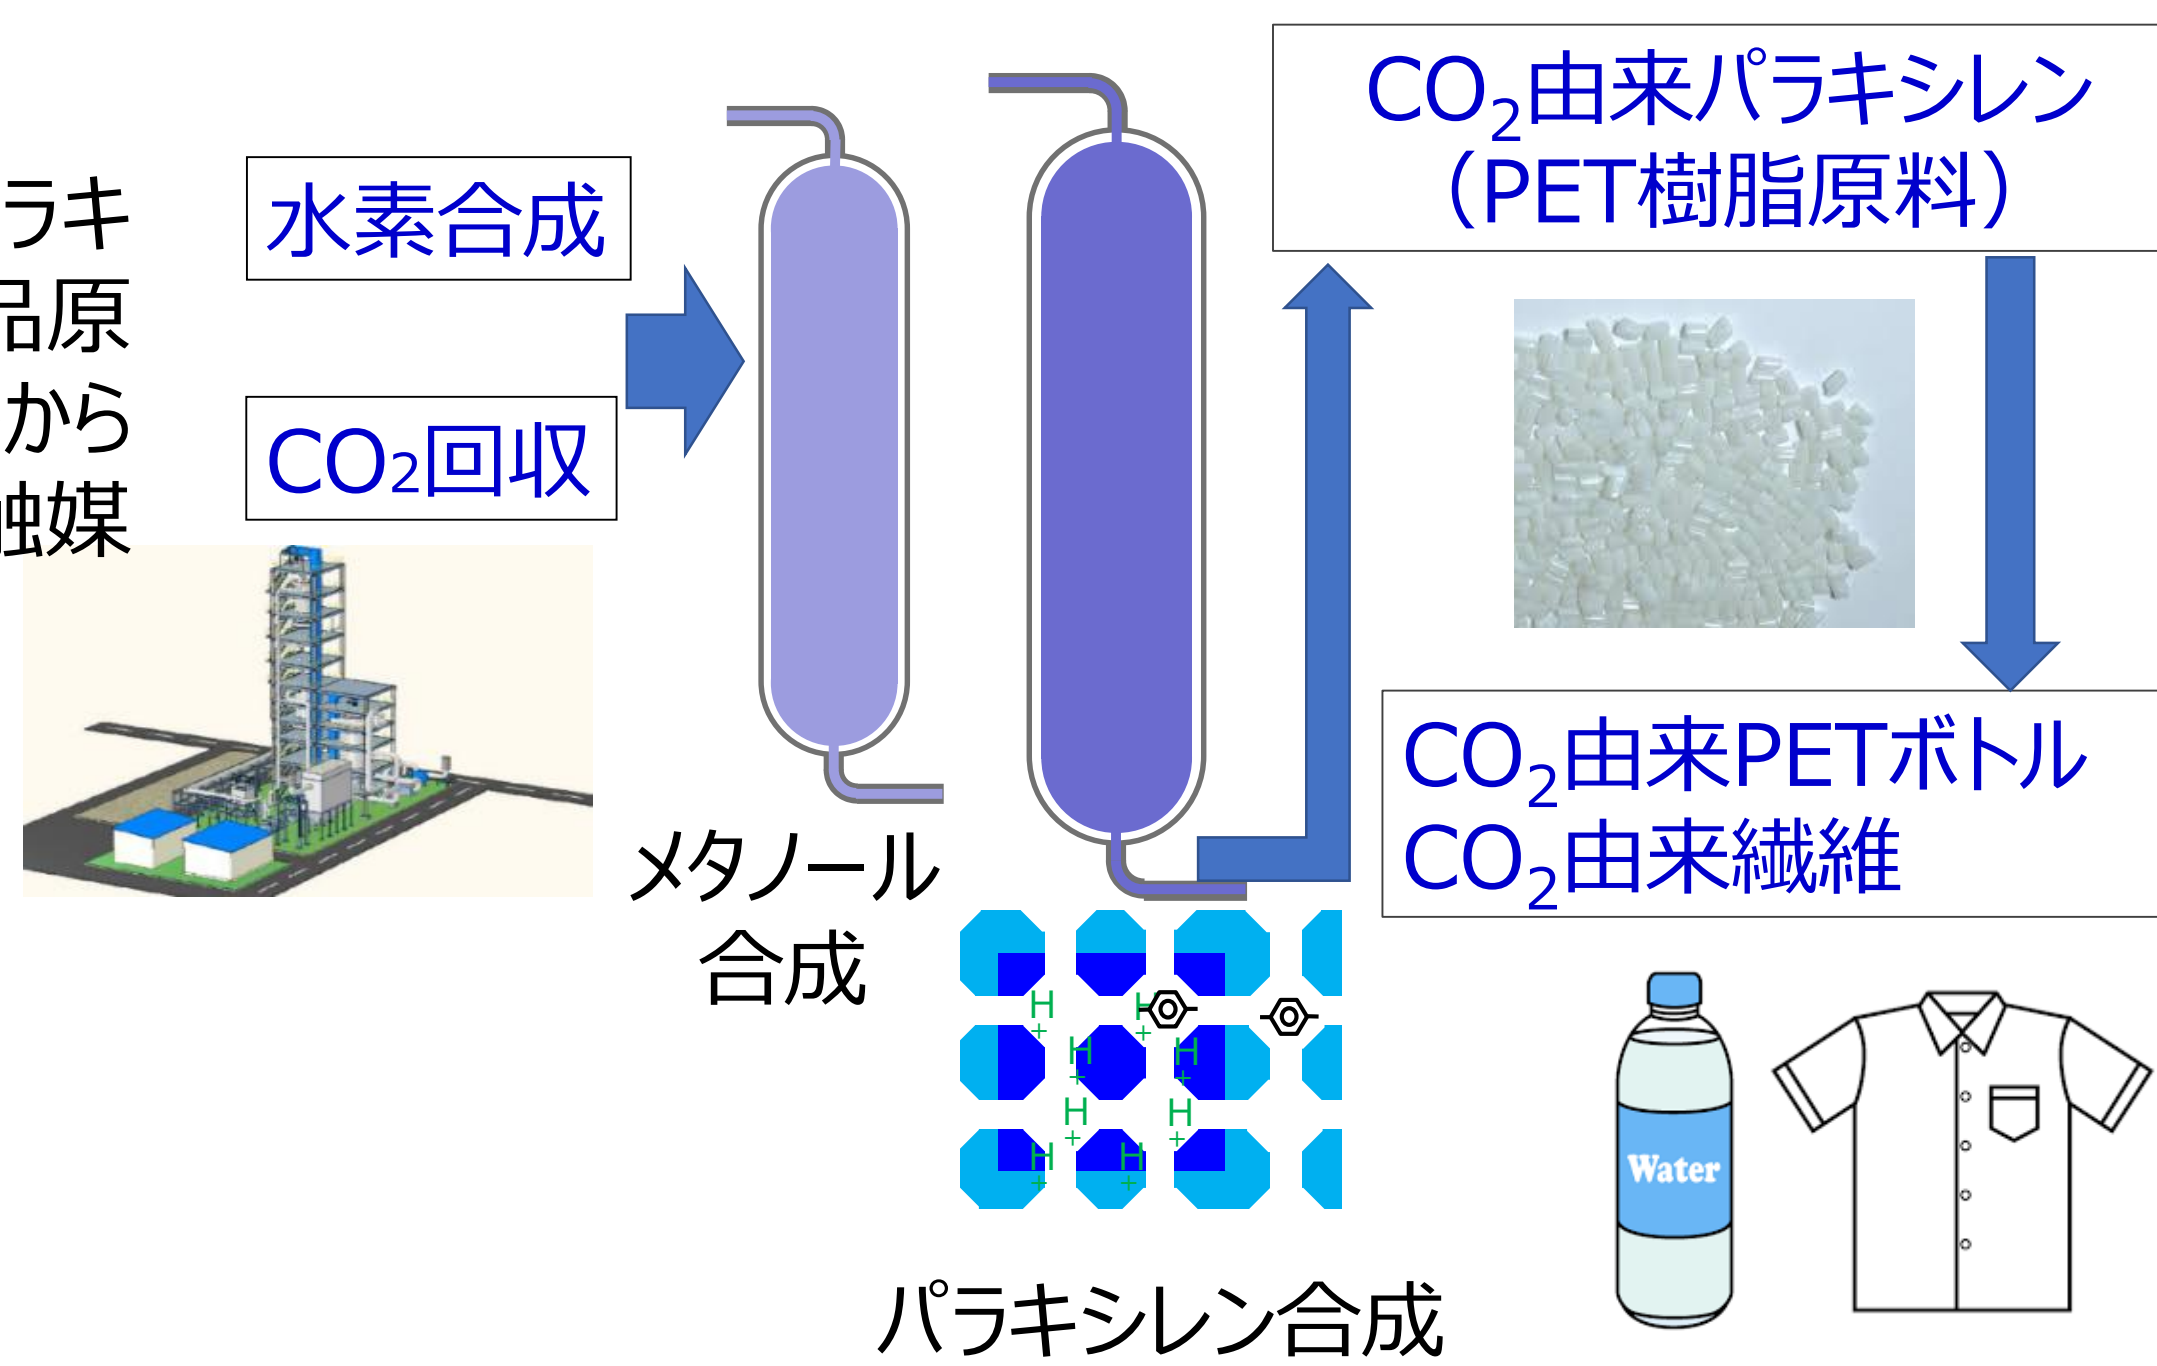 ラキ
品原
から
触媒
水素合成
CO₂回収
メタノール
合成
パラキシレン合成
CO₂由来パラキシレン
（PET樹脂原料）
CO₂由来PETボトル
CO₂由来繊維
H
+
H
+
H
+
H
+
H
+
H
+
H
+
H
+
Water